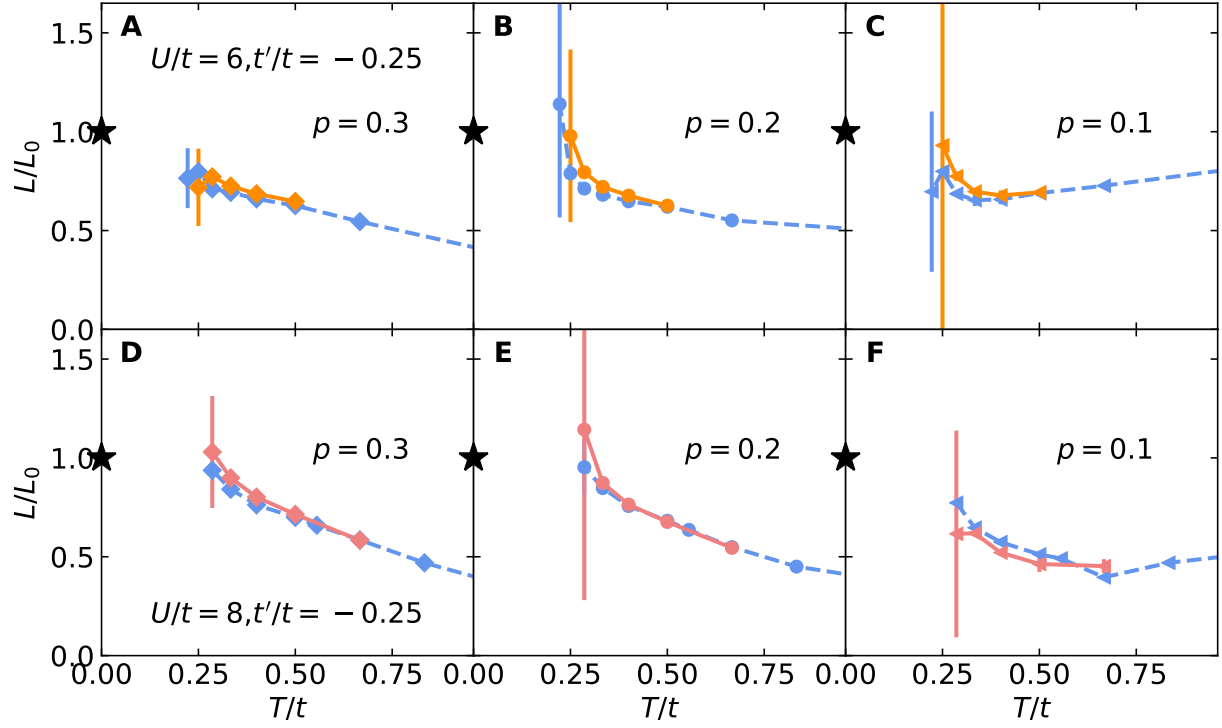 A
B
C
U/t = 6,t′/t = −0.25
p = 0.3
p = 0.2
p = 0.1
1.5
1.0
0.5
0.0
L/L₀
D
E
F
p = 0.3
p = 0.2
p = 0.1
U/t = 8,t′/t = −0.25
1.5
1.0
0.5
0.0
L/L₀
0.00 0.25 0.50 0.75 0.00 0.25 0.50 0.75 0.00 0.25 0.50 0.75
T/t T/t T/t